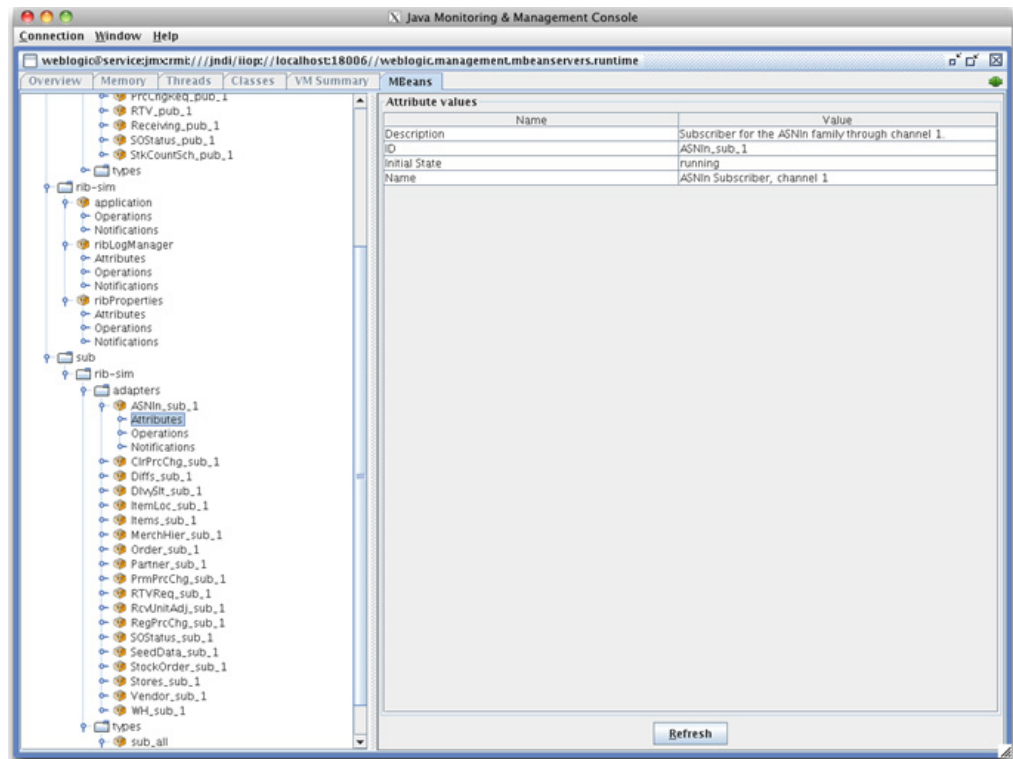 Java Monitoring & Management Console
Connection Window Help
weblogic@service:jmx:rmi:///jndi/iiop://localhost:18006//weblogic.management.mbeanservers.runtime
Overview Memory Threads Classes VM Summary MBeans
PrcChgReq_pub_1
RTV_pub_1
Receiving_pub_1
SOStatus_pub_1
StkCountSch_pub_1
types
rib-sim
application
Operations
Notifications
ribLogManager
Attributes
Operations
Notifications
ribProperties
Attributes
Operations
Notifications
sub
rib-sim
adapters
ASNIn_sub_1
Attributes
Operations
Notifications
ClrPrcChg_sub_1
Diffs_sub_1
DlvySlt_sub_1
ItemLoc_sub_1
Items_sub_1
MerchHier_sub_1
Order_sub_1
Partner_sub_1
PrmPrcChg_sub_1
RTVReq_sub_1
RcvUnitAdj_sub_1
RegPrcChg_sub_1
SOStatus_sub_1
SeedData_sub_1
StockOrder_sub_1
Stores_sub_1
Vendor_sub_1
WH_sub_1
types
sub_all
Attribute values
Name Value
Description Subscriber for the ASNIn family through channel 1.
ID ASNIn_sub_1
Initial State running
Name ASNIn Subscriber, channel 1
Refresh